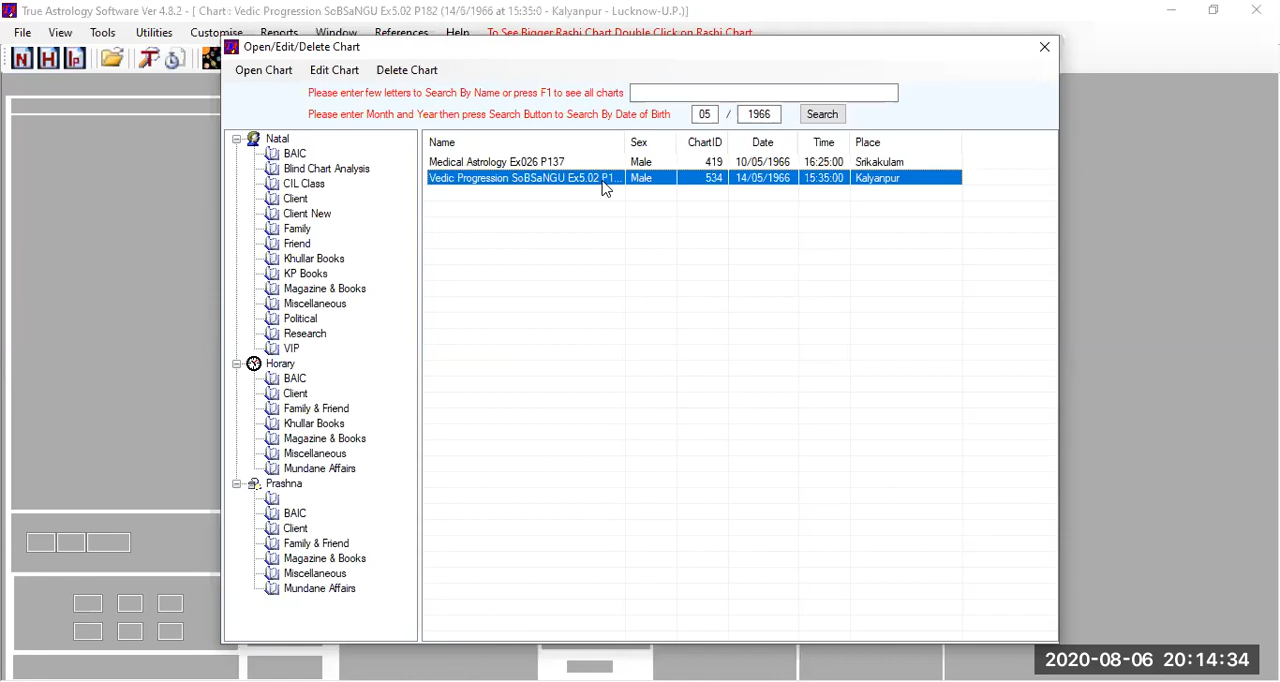 True Astrology Software Ver 4.8.2 - [ Chart:: Vedic Progression SoBSaNGU Ex5.02 P182 (14/5/1966 at 15:35:0 - Kalyanpur - Lucknow-U.P.)]
File View Tools Utilities Customise Reports Window References Help To See Bigger Rashi Chart Double Click on Rashi Chart
Open/Edit/Delete Chart
Open Chart Edit Chart Delete Chart
Please enter few letters to Search By Name or press F1 to see all charts
Please enter Month and Year then press Search Button to Search By Date of Birth 05 / 1966 Search
Natal
BAIC
Blind Chart Analysis
CIL Class
Client
Client New
Family
Friend
Khullar Books
KP Books
Magazine & Books
Miscellaneous
Political
Research
VIP
Horary
BAIC
Client
Family & Friend
Khullar Books
Magazine & Books
Miscellaneous
Mundane Affairs
Prashna
BAIC
Client
Family & Friend
Magazine & Books
Miscellaneous
Mundane Affairs
Name Sex ChartID Date Time Place
Medical Astrology Ex026 P137 Male 419 10/05/1966 16:25:00 Srikakulam
Vedic Progression SoBSaNGU Ex5.02 P1... Male 534 14/05/1966 15:35:00 Kalyanpur
2020-08-06 20:14:34